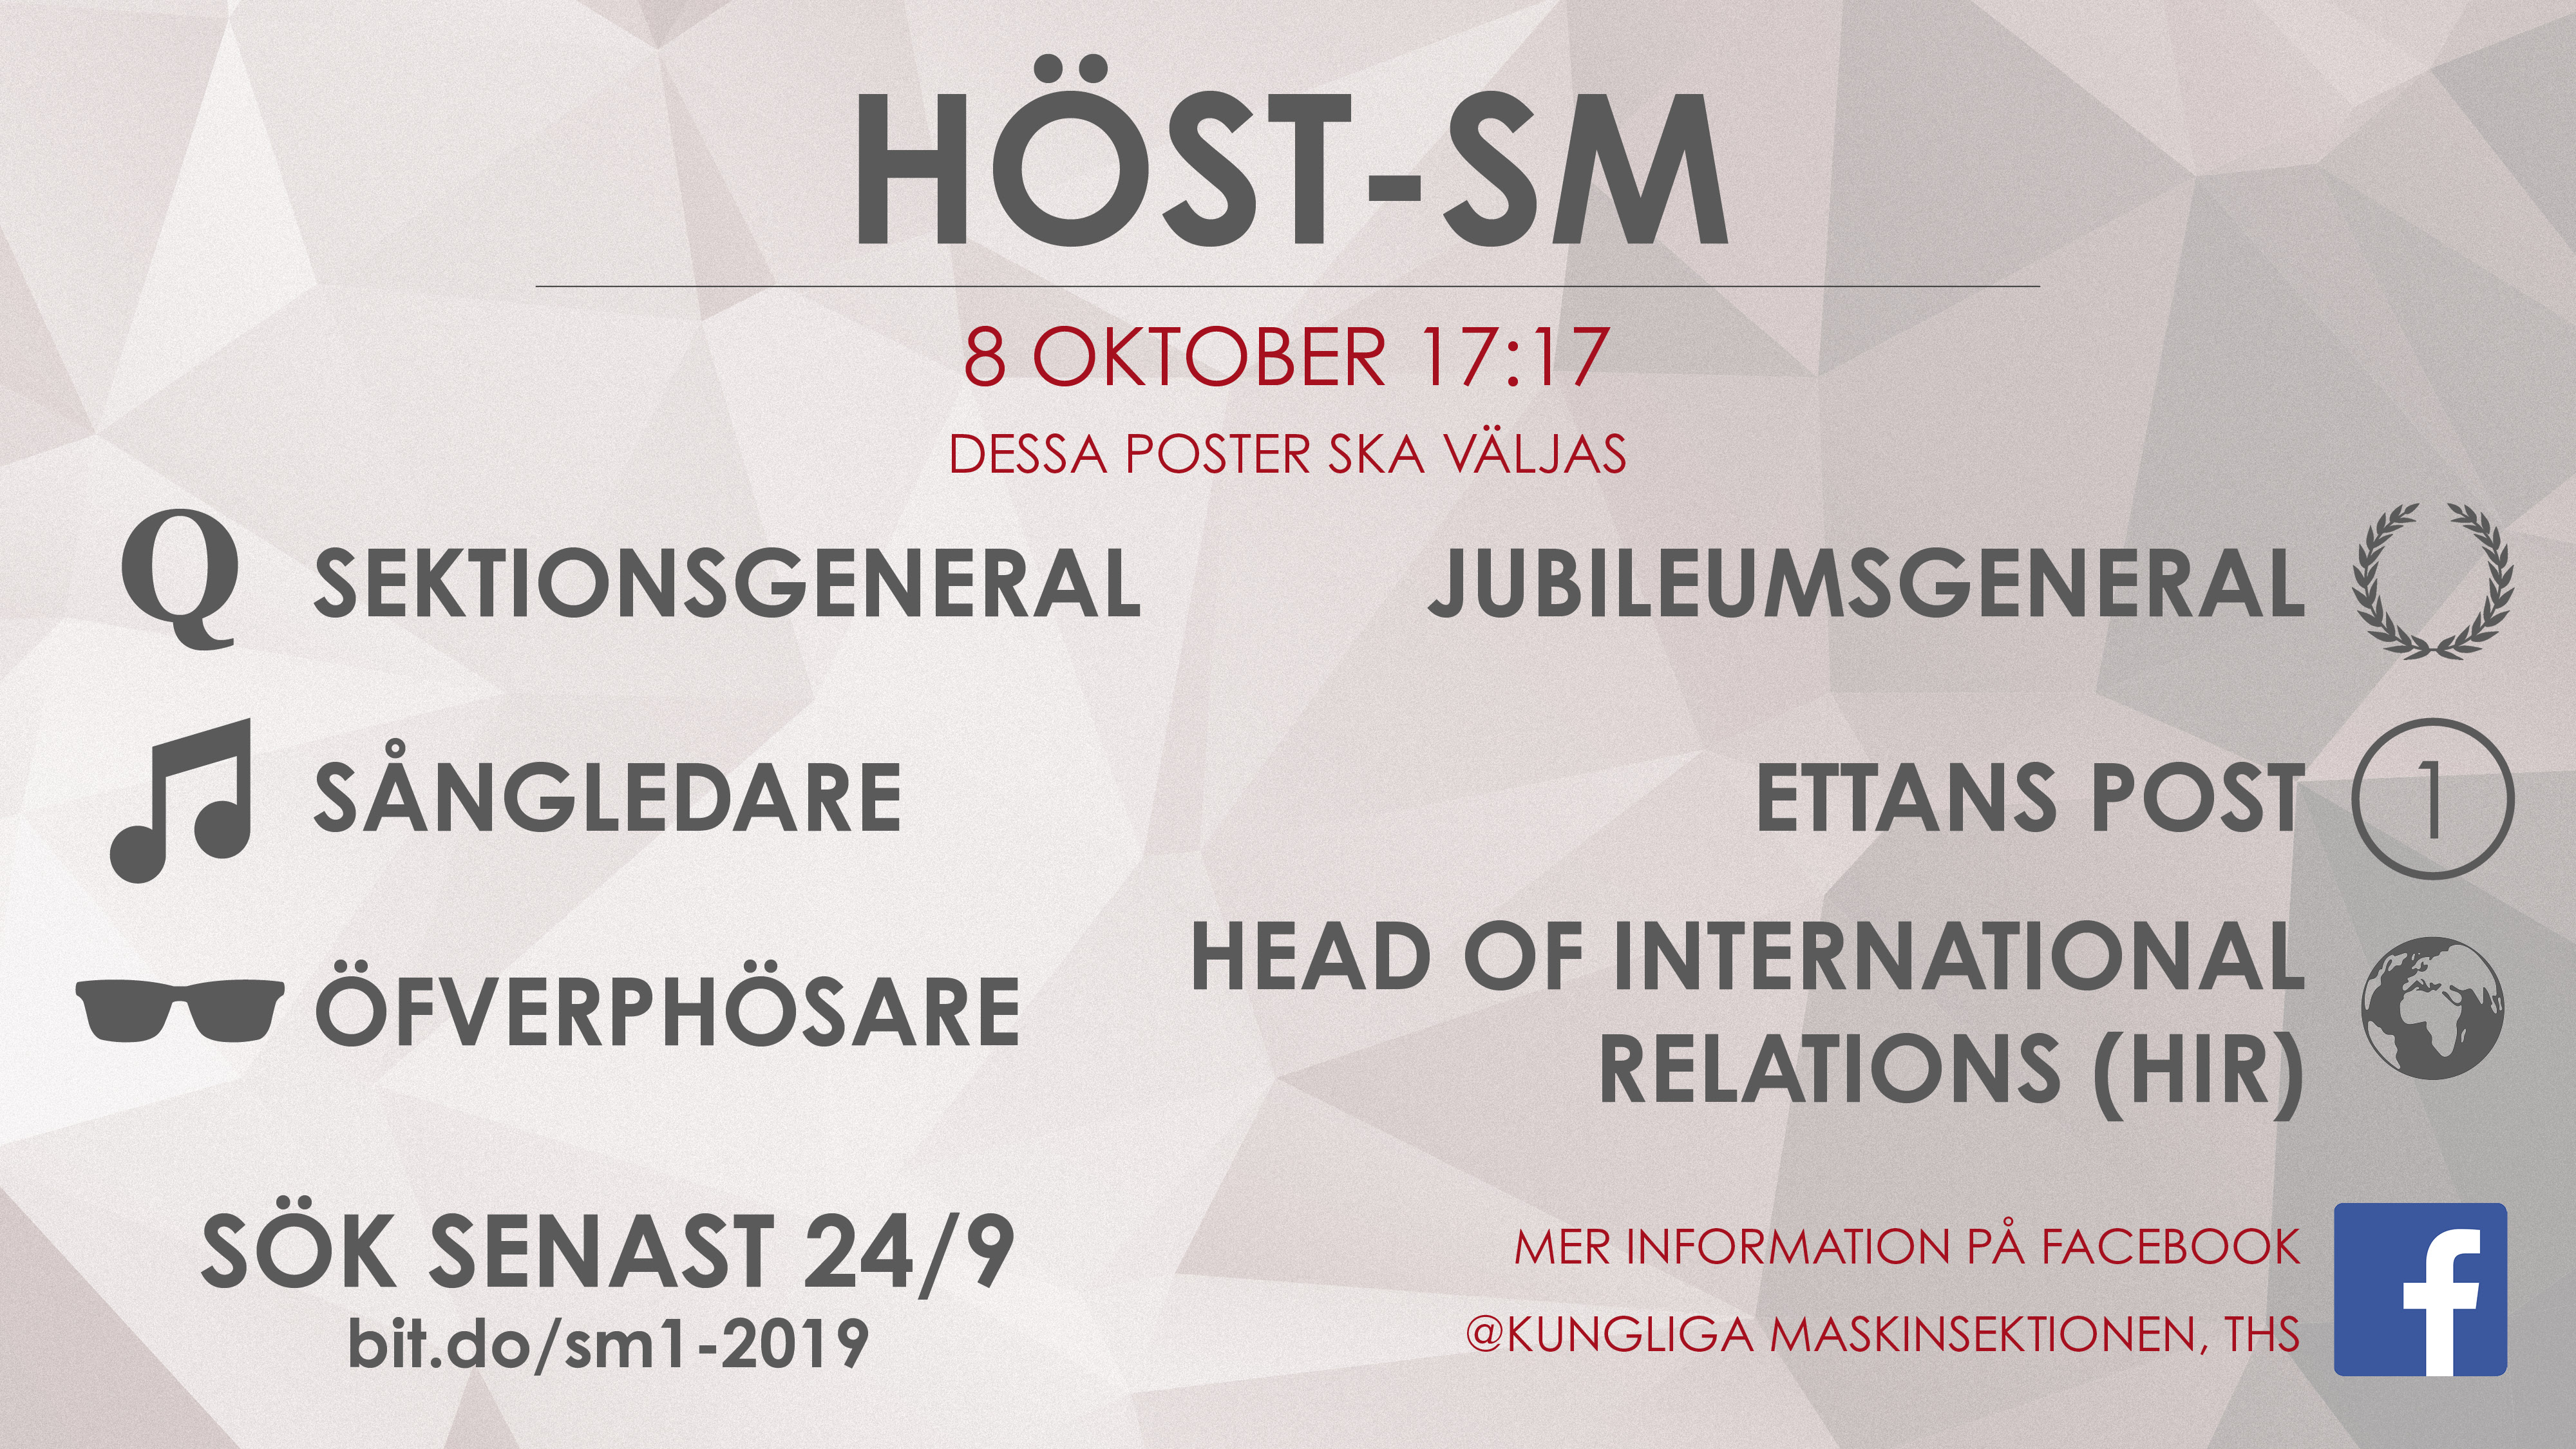 HÖST-SM
8 OKTOBER 17:17
DESSA POSTER SKA VÄLJAS
Q SEKTIONSGENERAL
SÅNGLEDARE
ÖFVERPHÖSARE
JUBILEUMSGENERAL
ETTANS POST 1
HEAD OF INTERNATIONAL
RELATIONS (HIR)
SÖK SENAST 24/9
bit.do/sm1-2019
MER INFORMATION PÅ FACEBOOK
@KUNGLIGA MASKINSEKTIONEN, THS
f